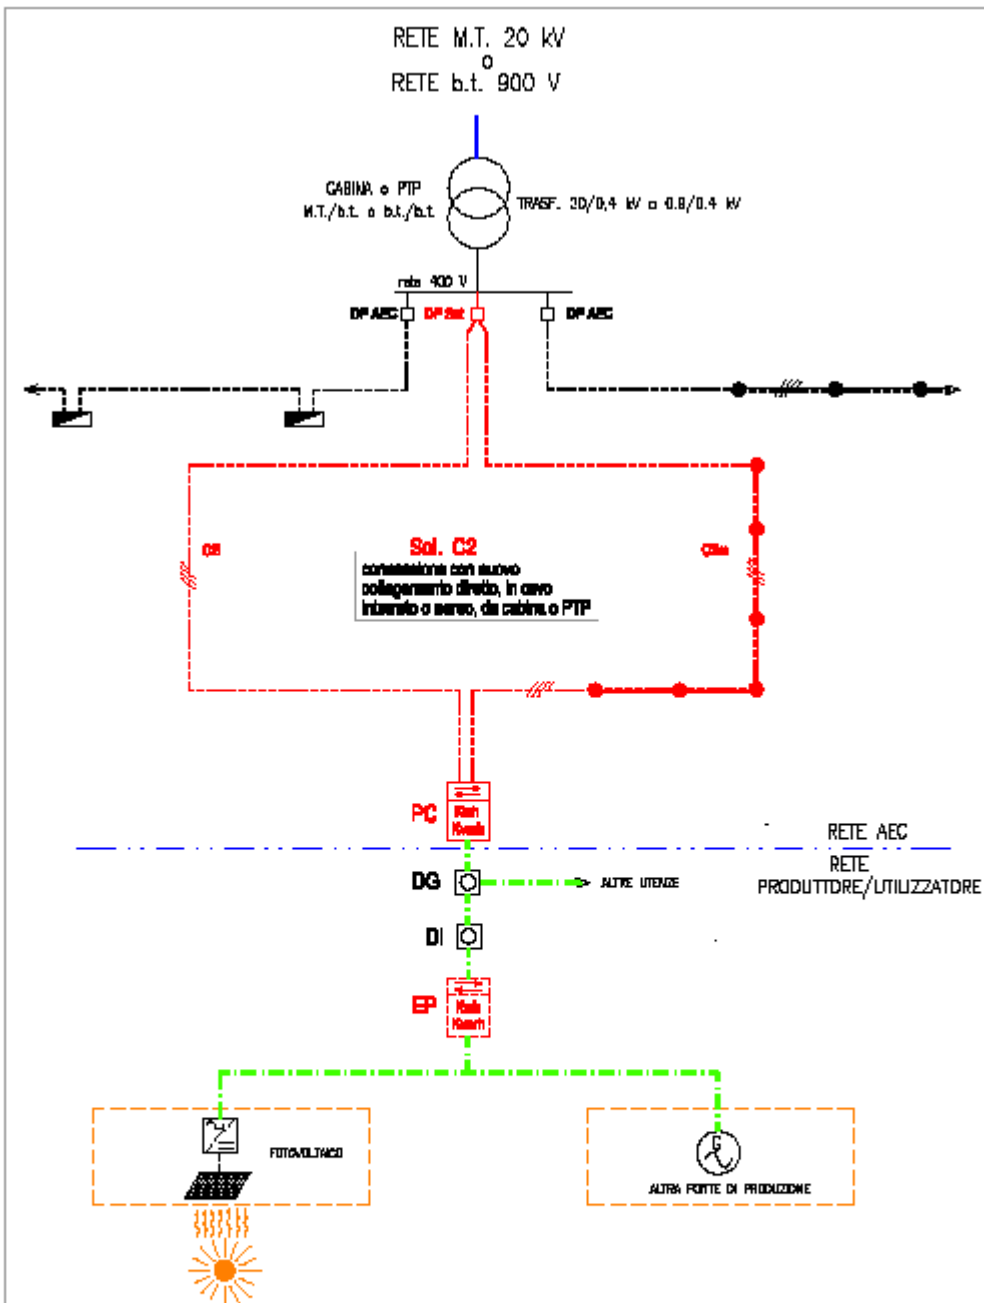 RETE M.T. 20 kV
o
RETE b.t. 900 V
CABINA o PTP
M.T./b.t. o b.t./b.t.
TRASF. 20/0,4 kV o 0.9/0.4 kV
rete 400 V
DP AEC
DP
DP AEC
Sol. C2
connessione con nuovo
collegamento diretto, in cavo
interrato o aereo, da cabina o PTP
PC
RETE AEC
RETE
PRODUTTORE/UTILIZZATORE
DG
ALTRE UTENZE
DI
EP
FOTOVOLTAICO
G
ALTRA FONTE DI PRODUZIONE